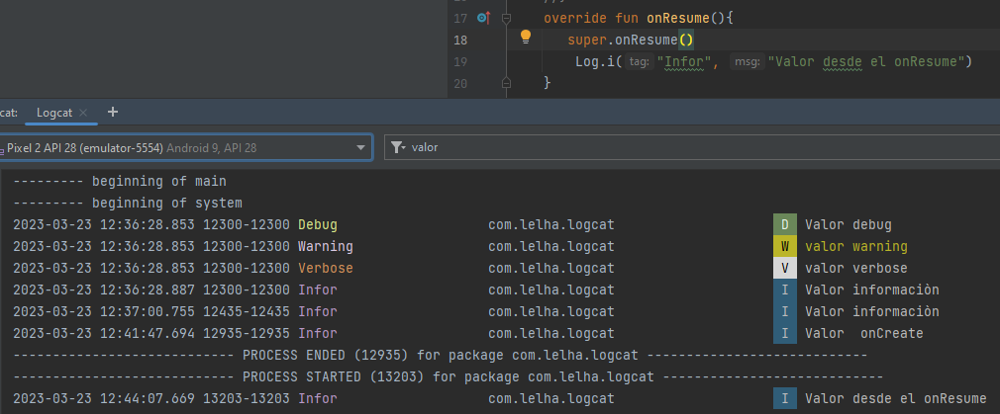 17 override fun onResume(){
18 super.onResume()
19 Log.i( tag: "Infor", msg: "Valor desde el onResume")
20 }
cat: Logcat × +
Pixel 2 API 28 (emulator-5554) Android 9, API 28 valor
--------- beginning of main
--------- beginning of system
2023-03-23 12:36:28.853 12300-12300 Debug com.lelha.logcat D Valor debug
2023-03-23 12:36:28.853 12300-12300 Warning com.lelha.logcat W valor warning
2023-03-23 12:36:28.853 12300-12300 Verbose com.lelha.logcat V valor verbose
2023-03-23 12:36:28.887 12300-12300 Infor com.lelha.logcat I Valor informaciòn
2023-03-23 12:37:00.755 12435-12435 Infor com.lelha.logcat I Valor informaciòn
2023-03-23 12:41:47.694 12935-12935 Infor com.lelha.logcat I Valor  onCreate
---------------------------- PROCESS ENDED (12935) for package com.lelha.logcat ----------------------------
---------------------------- PROCESS STARTED (13203) for package com.lelha.logcat ----------------------------
2023-03-23 12:44:07.669 13203-13203 Infor com.lelha.logcat I Valor desde el onResume